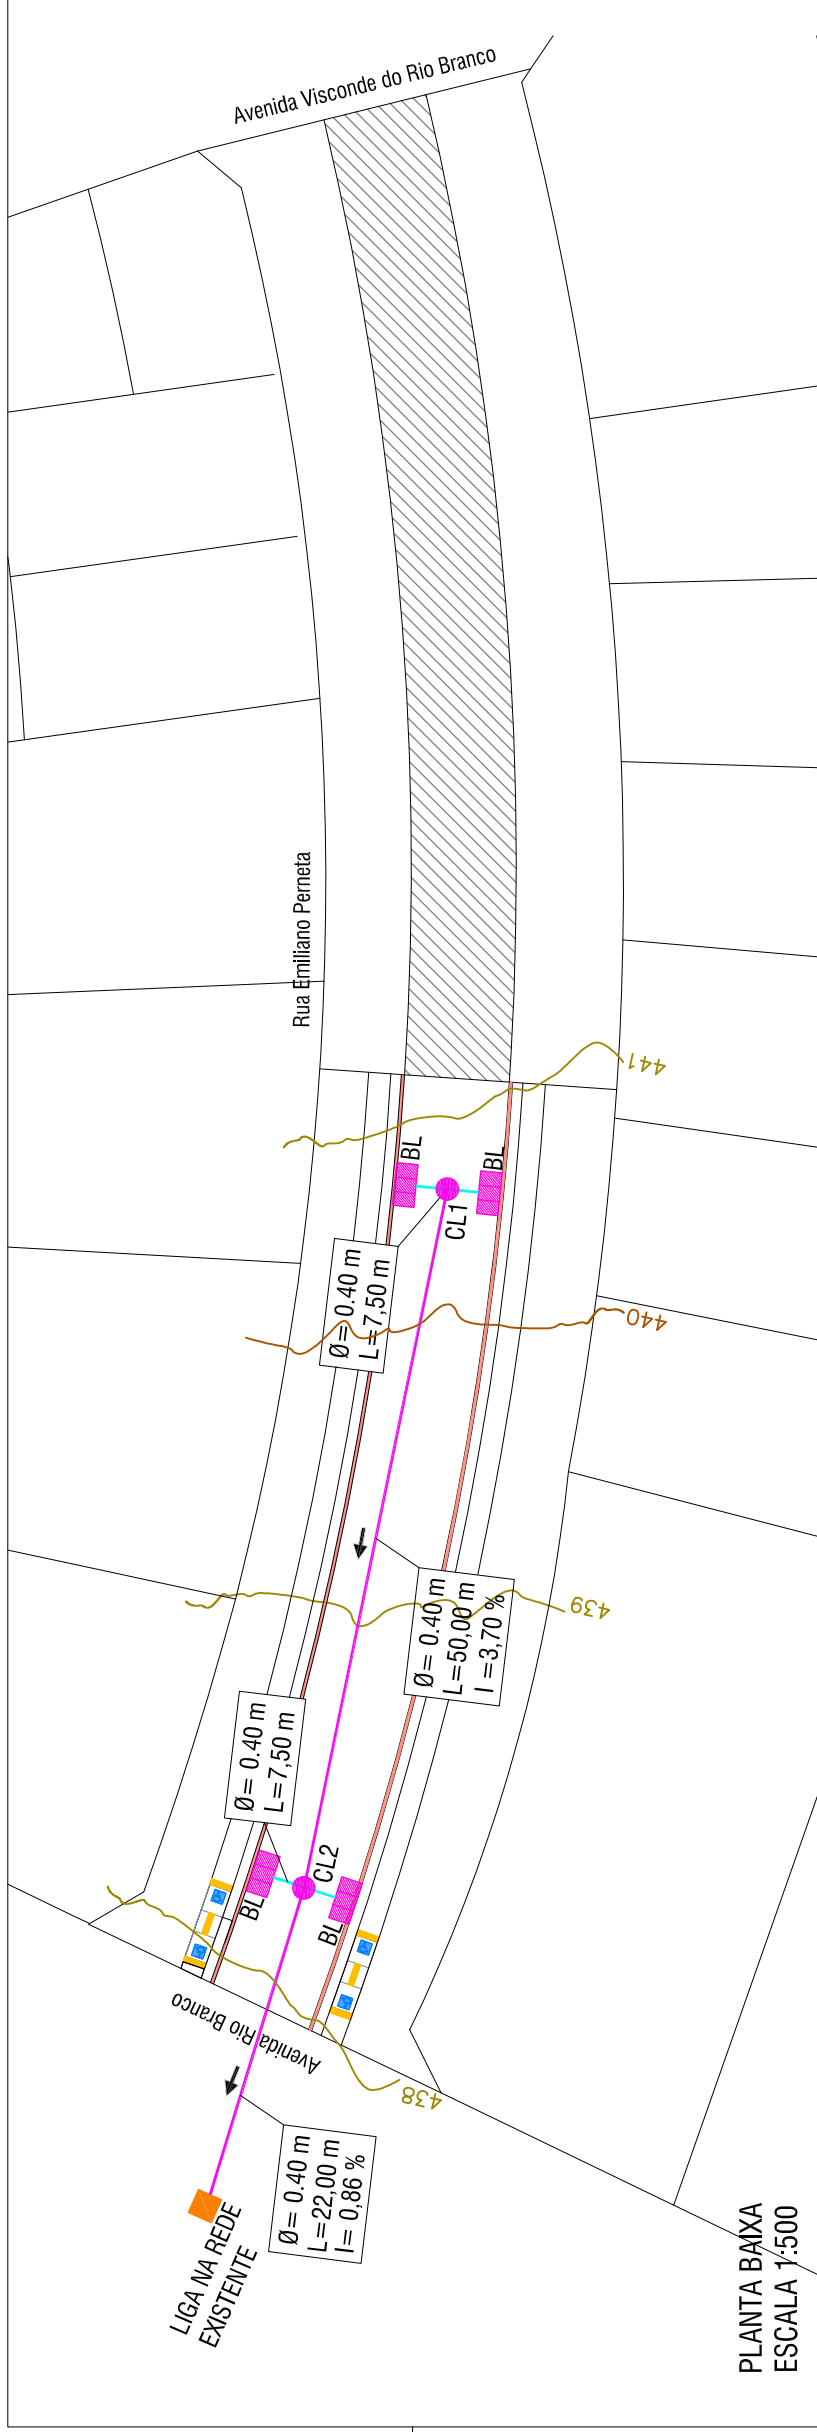 Avenida Visconde do Rio Branco
Rua Emiliano Perneta
441
BL
BL
CL1
Ø= 0.40 m
L=7,50 m
440
Ø= 0.40 m
L=50,00 m
I =3,70 %
439
Ø= 0.40 m
L=7,50 m
CL2
BL
BL
Avenida Rio Branco
438
Ø= 0.40 m
L=22,00 m
I= 0,86 %
LIGA NA REDE
EXISTENTE
PLANTA BAIXA
ESCALA 1:500